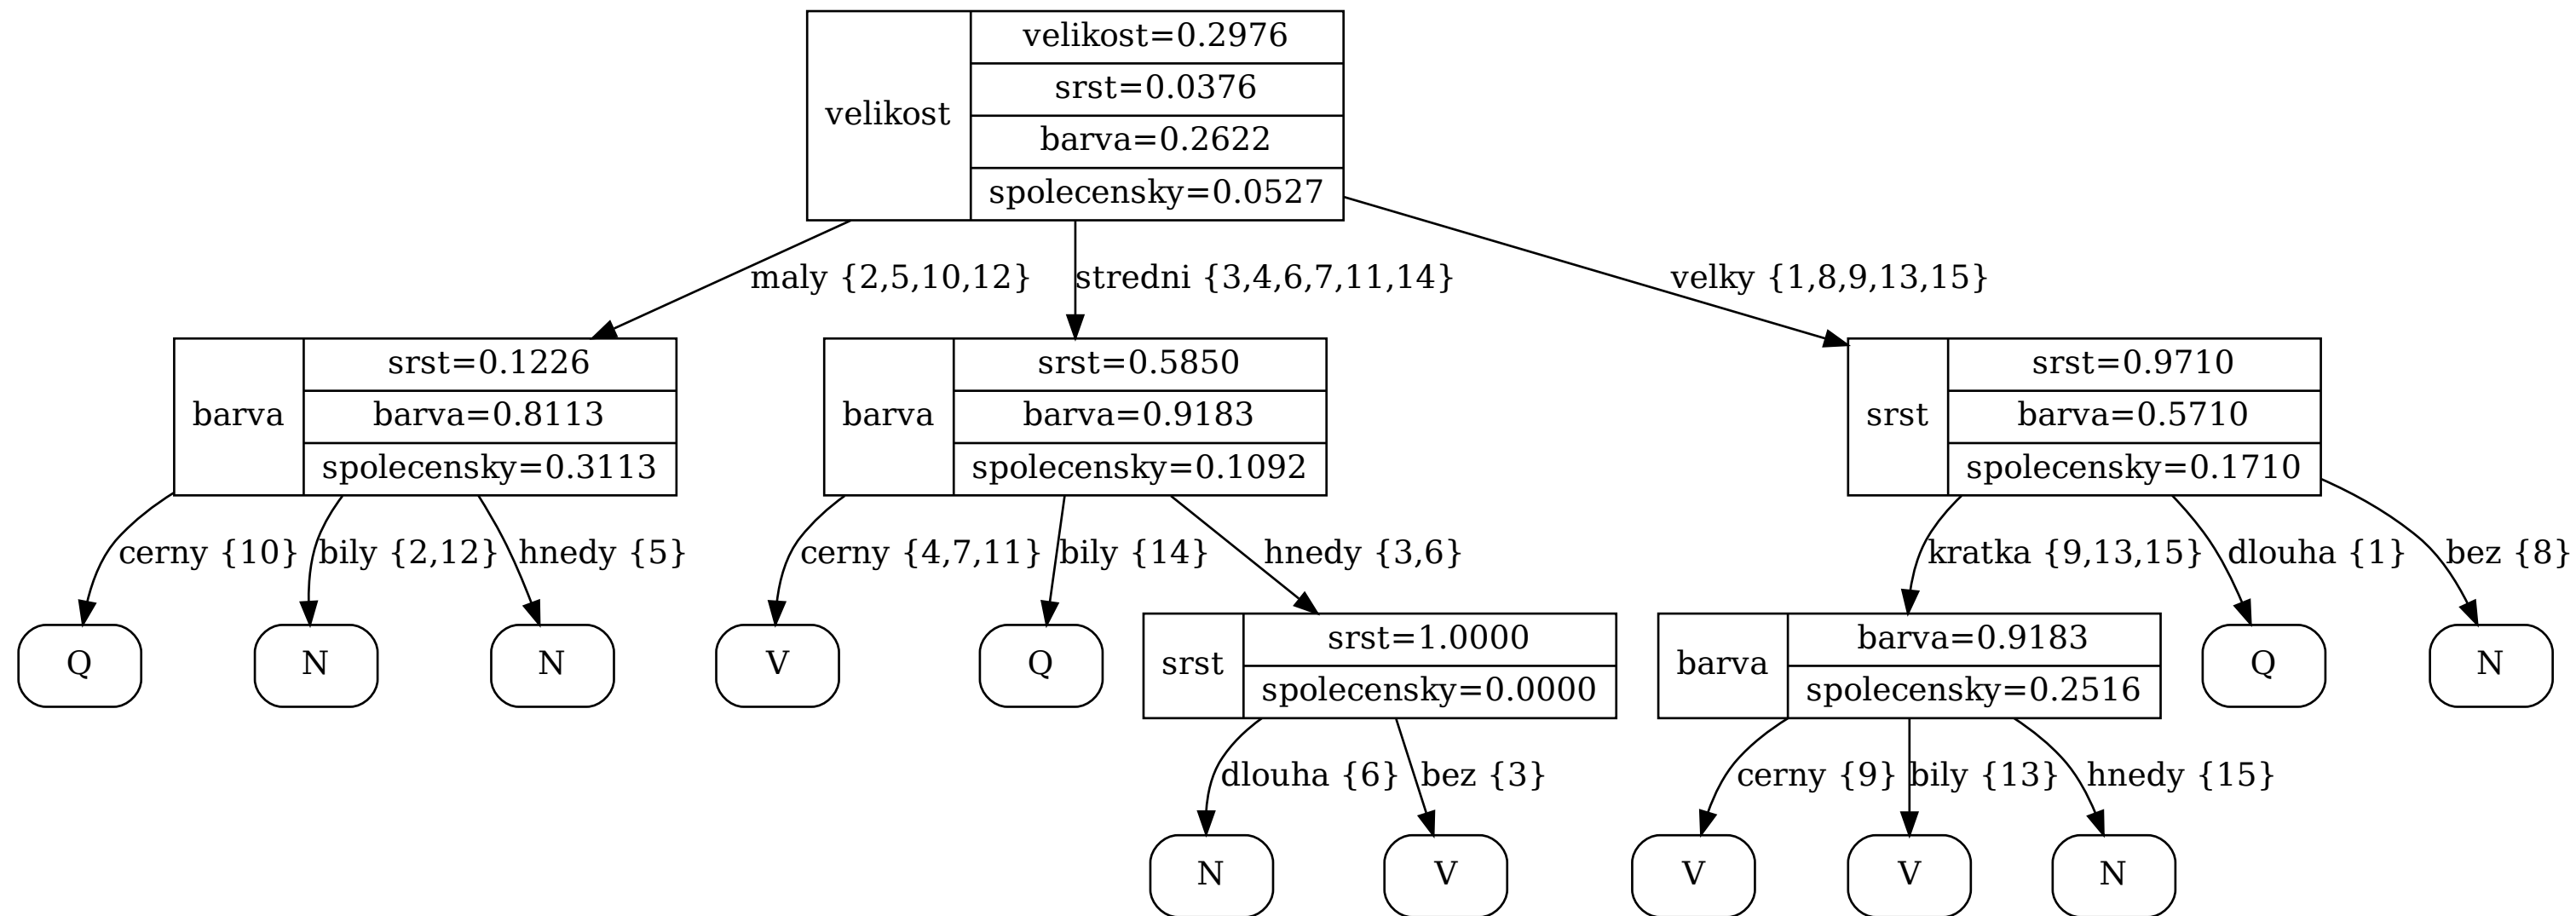 velikost
velikost=0.2976
srst=0.0376
barva=0.2622
spolecensky=0.0527
maly {2,5,10,12}
stredni {3,4,6,7,11,14}
velky {1,8,9,13,15}
barva
srst=0.1226
barva=0.8113
spolecensky=0.3113
barva
srst=0.5850
barva=0.9183
spolecensky=0.1092
srst
srst=0.9710
barva=0.5710
spolecensky=0.1710
cerny {10}
bily {2,12}
hnedy {5}
cerny {4,7,11}
bily {14}
hnedy {3,6}
kratka {9,13,15}
dlouha {1}
bez {8}
Q
N
N
V
Q
srst
srst=1.0000
spolecensky=0.0000
barva
barva=0.9183
spolecensky=0.2516
Q
N
dlouha {6}
bez {3}
cerny {9}
bily {13}
hnedy {15}
N
V
V
V
N